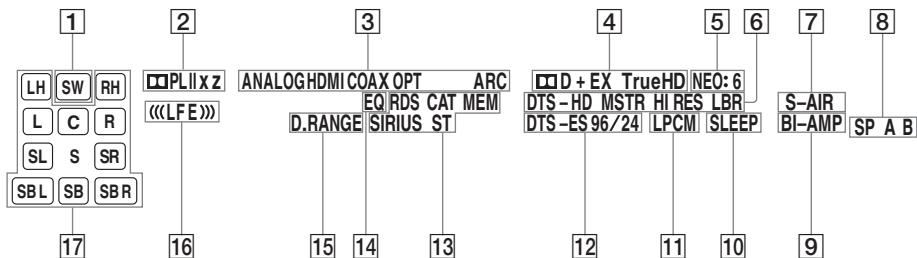 1 2 3 4 5 6 7 8
LH SW RH
L C R
SL S SR
SBL SB SBR
PLIIxz
(((LFE)))
ANALOG HDMI COAX OPT ARC
EQ RDS CAT MEM
D.RANGE SIRIUS ST
D+EX TrueHD NEO:6
DTS-HD MSTR HI RES LBR
DTS-ES 96/24 LPCM SLEEP
S-AIR
BI-AMP
SP A B
17 16 15 14 13 12 11 10 9